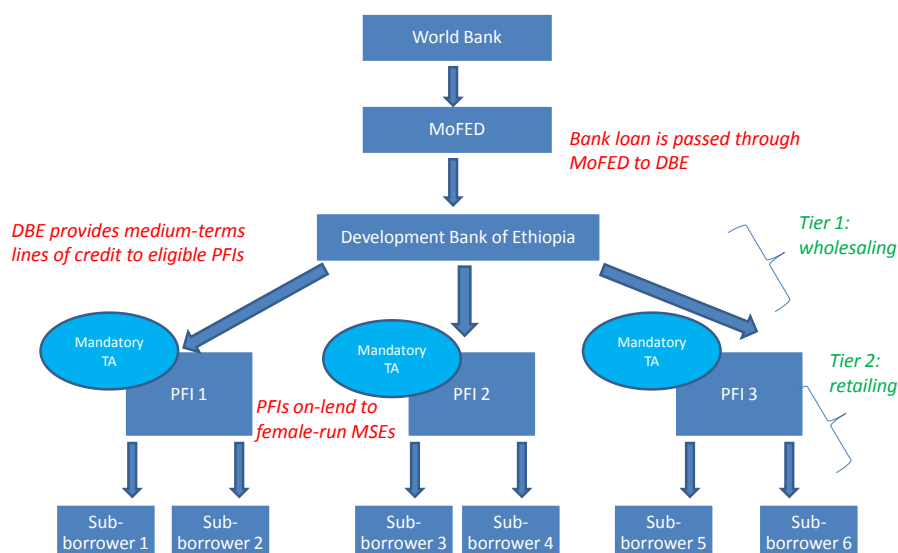 World Bank
MoFED
Bank loan is passed through
MoFED to DBE
DBE provides medium-terms
lines of credit to eligible PFIs
Development Bank of Ethiopia
Tier 1:
wholesaling
Mandatory
TA
PFI 1
Mandatory
TA
PFI 2
Mandatory
TA
PFI 3
Tier 2:
retailing
PFIs on-lend to
female-run MSEs
Sub-
borrower 1
Sub-
borrower 2
Sub-
borrower 3
Sub-
borrower 4
Sub-
borrower 5
Sub-
borrower 6